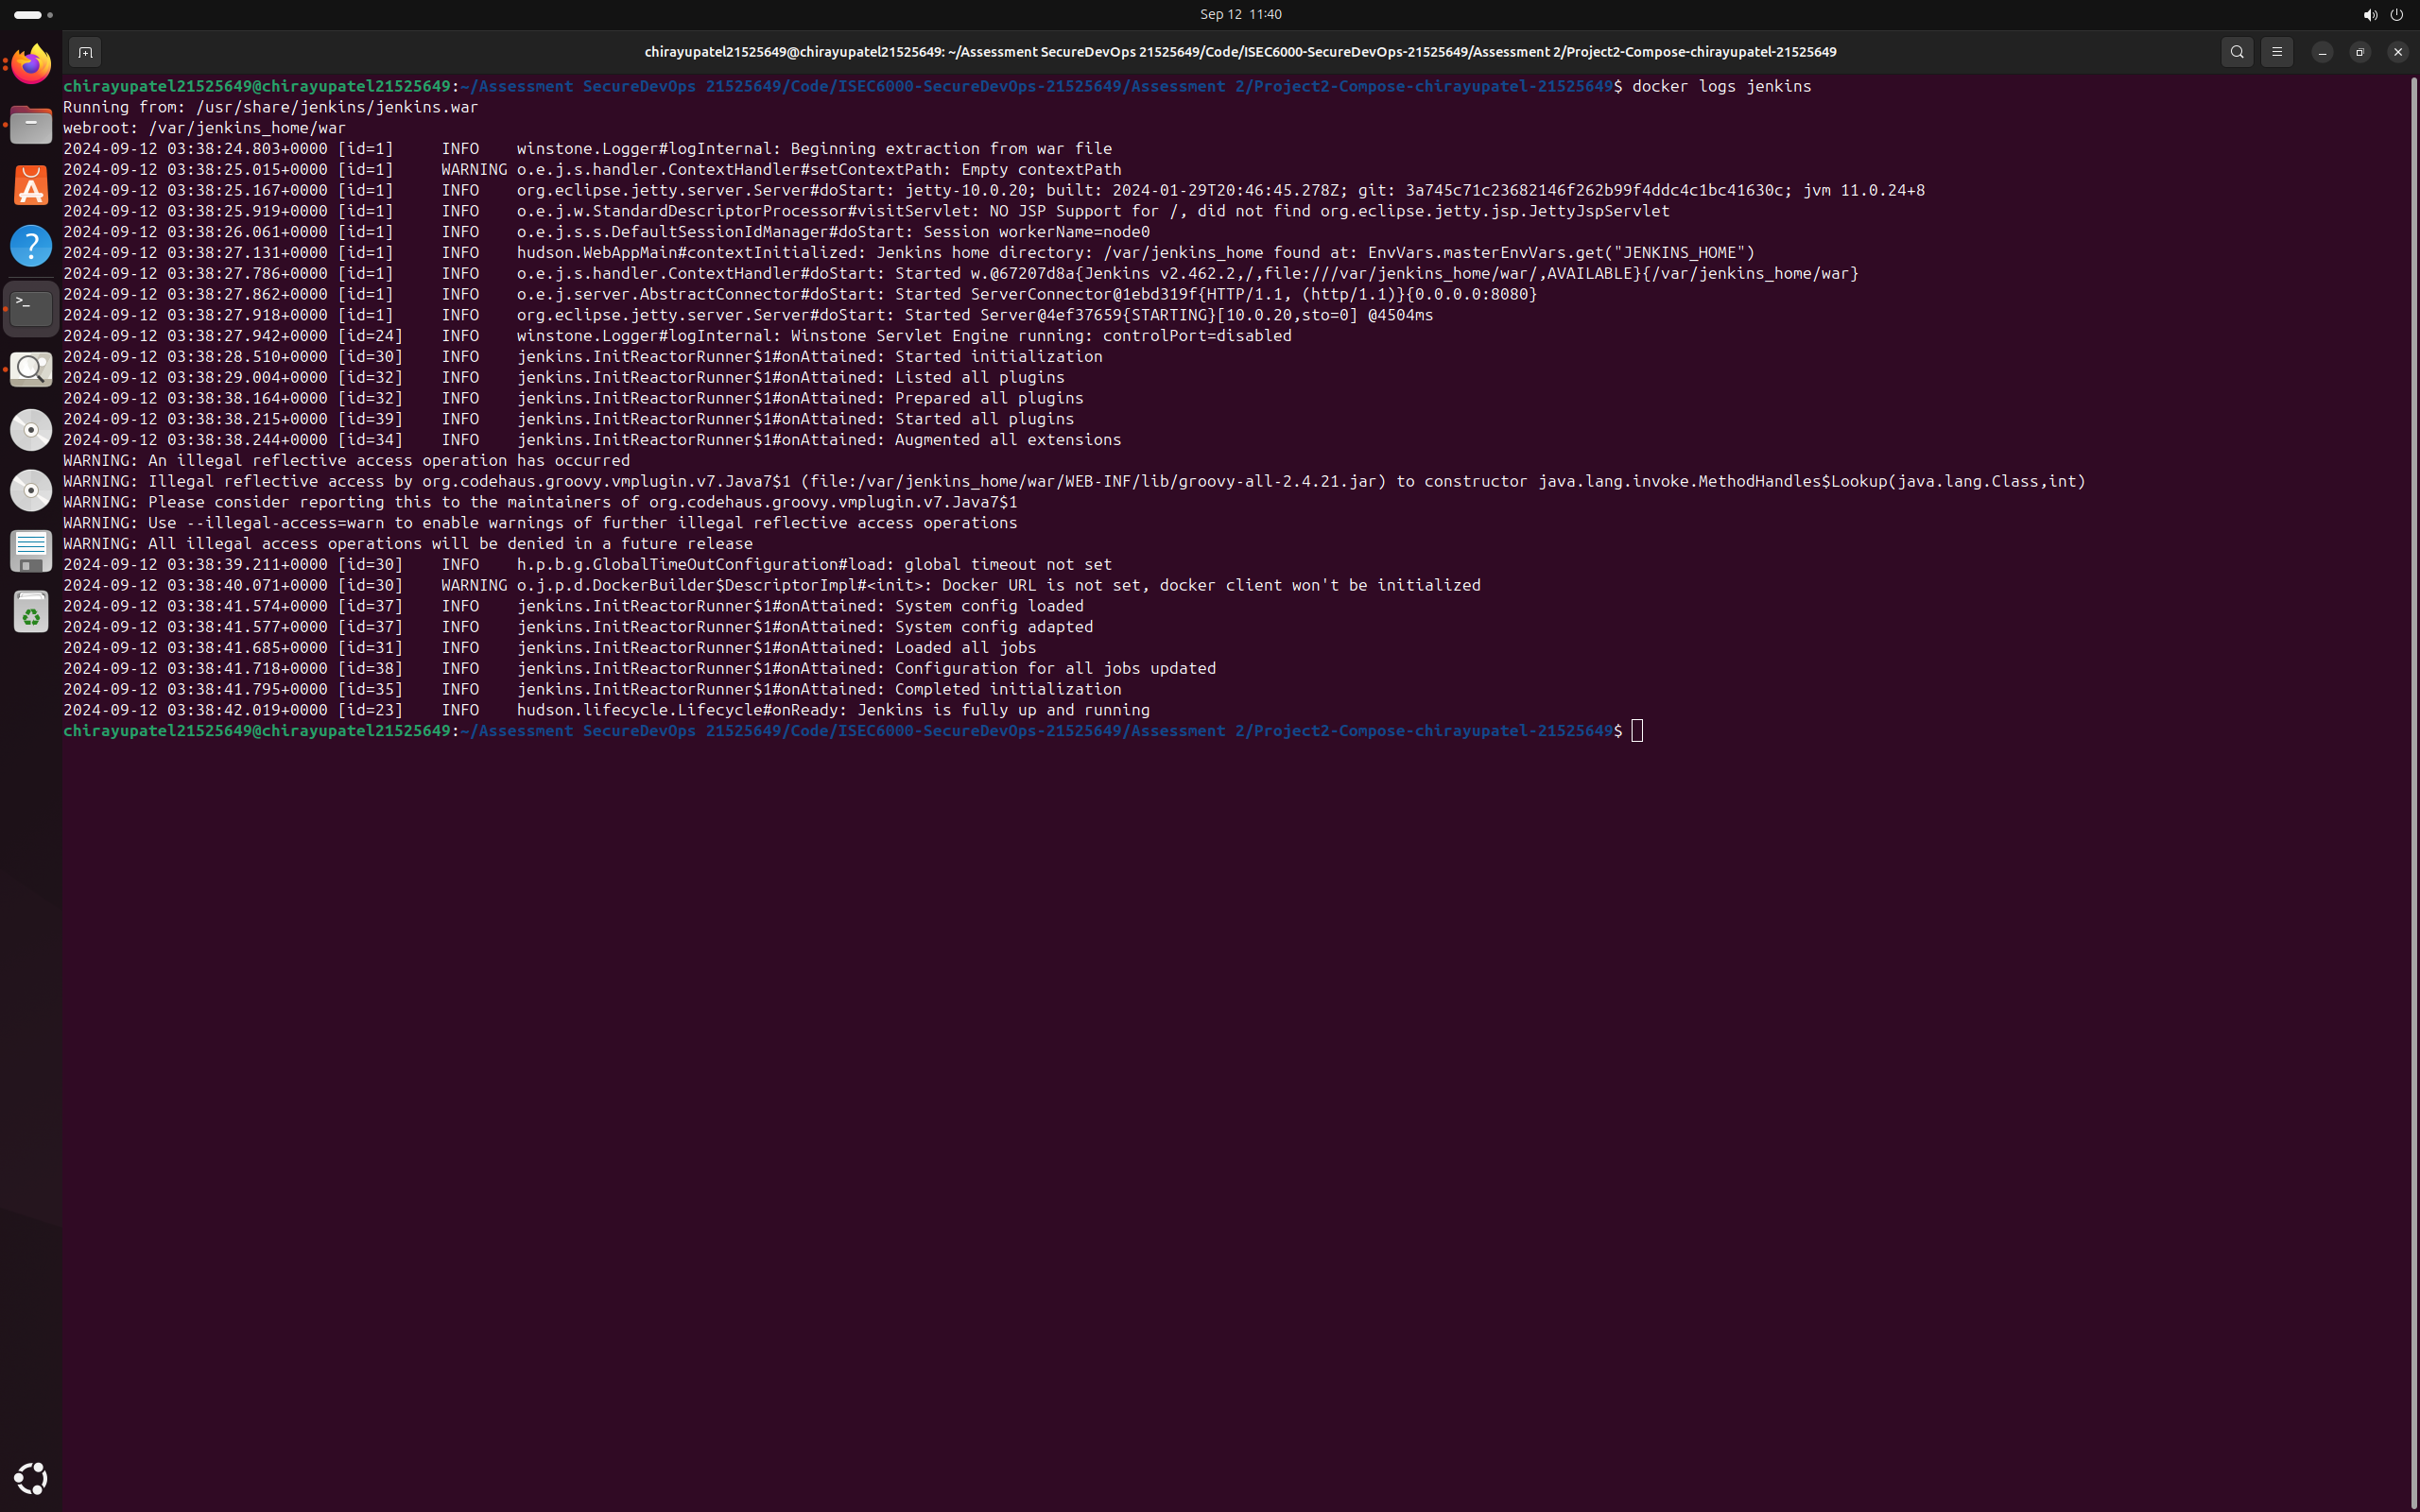 Sep 12 11:40
chirayupatel21525649@chirayupatel21525649: ~/Assessment SecureDevOps 21525649/Code/ISEC6000-SecureDevOps-21525649/Assessment 2/Project2-Compose-chirayupatel-21525649
chirayupatel21525649@chirayupatel21525649:~/Assessment SecureDevOps 21525649/Code/ISEC6000-SecureDevOps-21525649/Assessment 2/Project2-Compose-chirayupatel-21525649$ docker logs jenkins
Running from: /usr/share/jenkins/jenkins.war
webroot: /var/jenkins_home/war
2024-09-12 03:38:24.803+0000 [id=1] INFO winstone.Logger#logInternal: Beginning extraction from war file
2024-09-12 03:38:25.015+0000 [id=1] WARNING o.e.j.s.handler.ContextHandler#setContextPath: Empty contextPath
2024-09-12 03:38:25.167+0000 [id=1] INFO org.eclipse.jetty.server.Server#doStart: jetty-10.0.20; built: 2024-01-29T20:46:45.278Z; git: 3a745c71c23682146f262b99f4ddc4c1bc41630c; jvm 11.0.24+8
2024-09-12 03:38:25.919+0000 [id=1] INFO o.e.j.w.StandardDescriptorProcessor#visitServlet: NO JSP Support for /, did not find org.eclipse.jetty.jsp.JettyJspServlet
2024-09-12 03:38:26.061+0000 [id=1] INFO o.e.j.s.s.DefaultSessionIdManager#doStart: Session workerName=node0
2024-09-12 03:38:27.131+0000 [id=1] INFO hudson.WebAppMain#contextInitialized: Jenkins home directory: /var/jenkins_home found at: EnvVars.masterEnvVars.get("JENKINS_HOME")
2024-09-12 03:38:27.786+0000 [id=1] INFO o.e.j.s.handler.ContextHandler#doStart: Started w.@67207d8a{Jenkins v2.462.2,/,file:///var/jenkins_home/war/,AVAILABLE}{/var/jenkins_home/war}
2024-09-12 03:38:27.862+0000 [id=1] INFO o.e.j.server.AbstractConnector#doStart: Started ServerConnector@1ebd319f{HTTP/1.1, (http/1.1)}{0.0.0.0:8080}
2024-09-12 03:38:27.918+0000 [id=1] INFO org.eclipse.jetty.server.Server#doStart: Started Server@4ef37659{STARTING}[10.0.20,sto=0] @4504ms
2024-09-12 03:38:27.942+0000 [id=24] INFO winstone.Logger#logInternal: Winstone Servlet Engine running: controlPort=disabled
2024-09-12 03:38:28.510+0000 [id=30] INFO jenkins.InitReactorRunner$1#onAttained: Started initialization
2024-09-12 03:38:29.004+0000 [id=32] INFO jenkins.InitReactorRunner$1#onAttained: Listed all plugins
2024-09-12 03:38:38.164+0000 [id=32] INFO jenkins.InitReactorRunner$1#onAttained: Prepared all plugins
2024-09-12 03:38:38.215+0000 [id=39] INFO jenkins.InitReactorRunner$1#onAttained: Started all plugins
2024-09-12 03:38:38.244+0000 [id=34] INFO jenkins.InitReactorRunner$1#onAttained: Augmented all extensions
WARNING: An illegal reflective access operation has occurred
WARNING: Illegal reflective access by org.codehaus.groovy.vmplugin.v7.Java7$1 (file:/var/jenkins_home/war/WEB-INF/lib/groovy-all-2.4.21.jar) to constructor java.lang.invoke.MethodHandles$Lookup(java.lang.Class,int)
WARNING: Please consider reporting this to the maintainers of org.codehaus.groovy.vmplugin.v7.Java7$1
WARNING: Use --illegal-access=warn to enable warnings of further illegal reflective access operations
WARNING: All illegal access operations will be denied in a future release
2024-09-12 03:38:39.211+0000 [id=30] INFO h.p.b.g.GlobalTimeOutConfiguration#load: global timeout not set
2024-09-12 03:38:40.071+0000 [id=30] WARNING o.j.p.d.DockerBuilder$DescriptorImpl#<init>: Docker URL is not set, docker client won't be initialized
2024-09-12 03:38:41.574+0000 [id=37] INFO jenkins.InitReactorRunner$1#onAttained: System config loaded
2024-09-12 03:38:41.577+0000 [id=37] INFO jenkins.InitReactorRunner$1#onAttained: System config adapted
2024-09-12 03:38:41.685+0000 [id=31] INFO jenkins.InitReactorRunner$1#onAttained: Loaded all jobs
2024-09-12 03:38:41.718+0000 [id=38] INFO jenkins.InitReactorRunner$1#onAttained: Configuration for all jobs updated
2024-09-12 03:38:41.795+0000 [id=35] INFO jenkins.InitReactorRunner$1#onAttained: Completed initialization
2024-09-12 03:38:42.019+0000 [id=23] INFO hudson.lifecycle.Lifecycle#onReady: Jenkins is fully up and running
chirayupatel21525649@chirayupatel21525649:~/Assessment SecureDevOps 21525649/Code/ISEC6000-SecureDevOps-21525649/Assessment 2/Project2-Compose-chirayupatel-21525649$